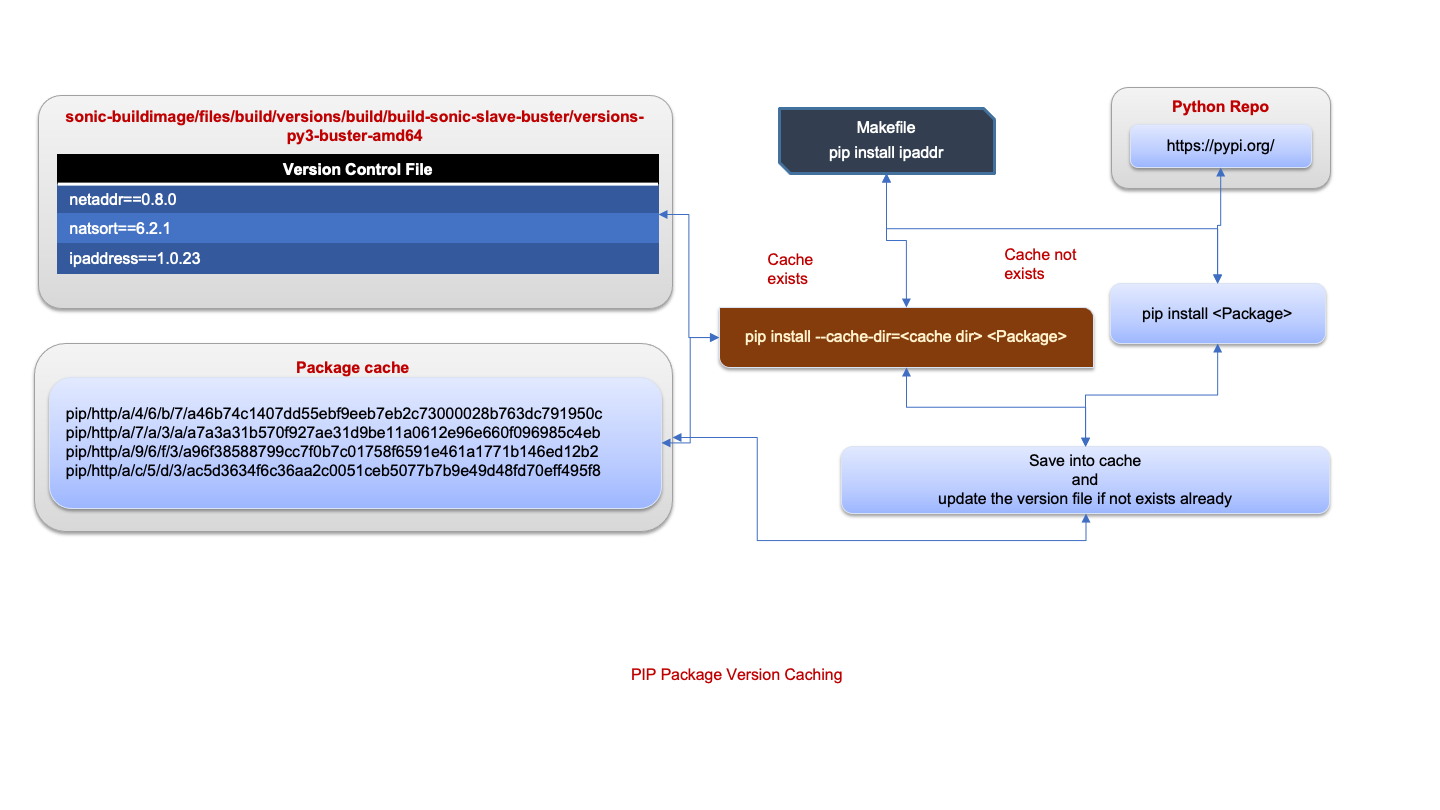 sonic-buildimage/files/build/versions/build/build-sonic-slave-buster/versions-
py3-buster-amd64
Version Control File
netaddr==0.8.0
natsort==6.2.1
ipaddress==1.0.23
Package cache
pip/http/a/4/6/b/7/a46b74c1407dd55ebf9eeb7eb2c73000028b763dc791950c
pip/http/a/7/a/3/a/a7a3a31b570f927ae31d9be11a0612e96e660f096985c4eb
pip/http/a/9/6/f/3/a96f38588799cc7f0b7c01758f6591e461a1771b146ed12b2
pip/http/a/c/5/d/3/ac5d3634f6c36aa2c0051ceb5077b7b9e49d48fd70eff495f8
Makefile
pip install ipaddr
Python Repo
https://pypi.org/
Cache
exists
Cache not
exists
pip install --cache-dir=<cache dir> <Package>
pip install <Package>
Save into cache
and
update the version file if not exists already
PIP Package Version Caching